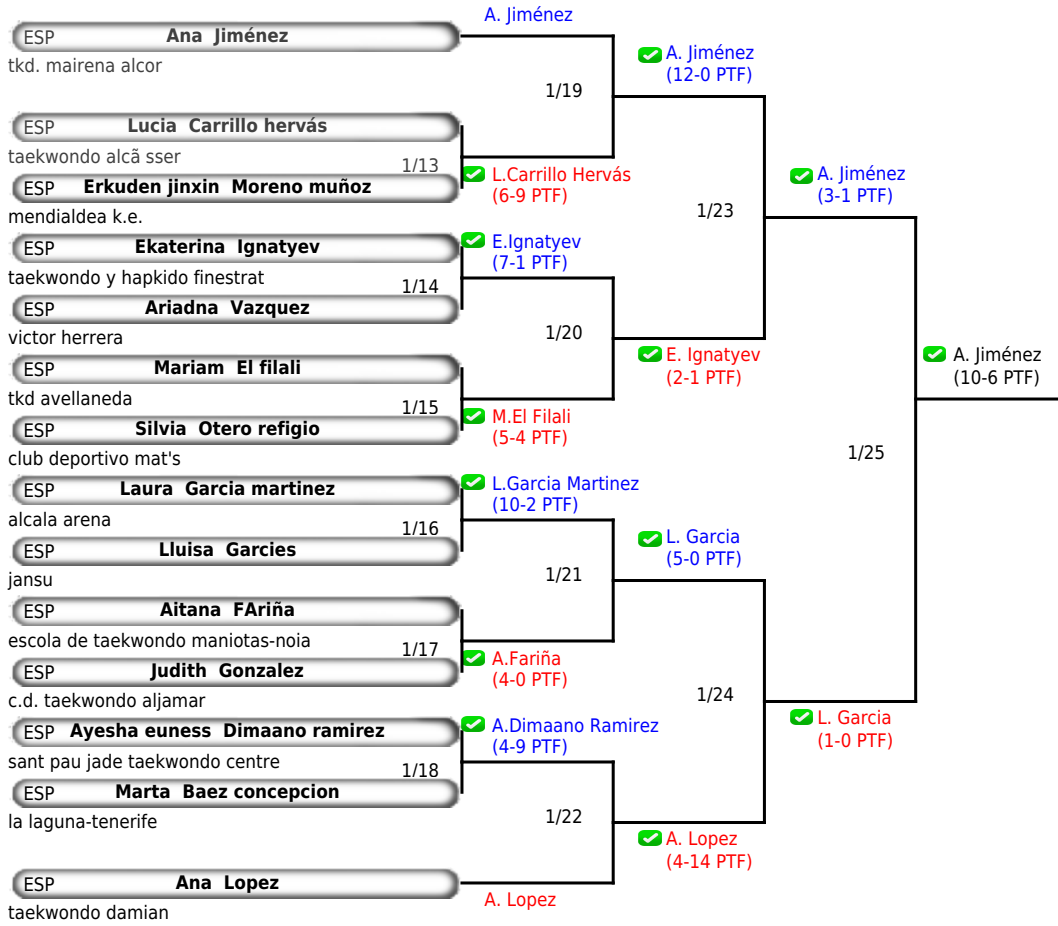 A. Jiménez
ESP Ana Jiménez
tkd. mairena alcor
A. Jiménez
(12-0 PTF)
1/19
ESP Lucia Carrillo hervás
taekwondo alcã sser
1/13
L.Carrillo Hervás
(6-9 PTF)
ESP Erkuden jinxin Moreno muñoz
mendialdea k.e.
A. Jiménez
(3-1 PTF)
1/23
ESP Ekaterina Ignatyev
taekwondo y hapkido finestrat
E.Ignatyev
(7-1 PTF)
1/14
ESP Ariadna Vazquez
victor herrera
1/20
E. Ignatyev
(2-1 PTF)
ESP Mariam El filali
tkd avellaneda
1/15
M.El Filali
(5-4 PTF)
ESP Silvia Otero refigio
club deportivo mat's
A. Jiménez
(10-6 PTF)
1/25
ESP Laura Garcia martinez
alcala arena
L.Garcia Martinez
(10-2 PTF)
1/16
ESP Lluisa Garcies
jansu
L. Garcia
(5-0 PTF)
1/21
ESP Aitana FAriña
escola de taekwondo maniotas-noia
1/17
A.Fariña
(4-0 PTF)
ESP Judith Gonzalez
c.d. taekwondo aljamar
1/24
L. Garcia
(1-0 PTF)
ESP Ayesha euness Dimaano ramirez
sant pau jade taekwondo centre
A.Dimaano Ramirez
(4-9 PTF)
1/18
ESP Marta Baez concepcion
la laguna-tenerife
1/22
A. Lopez
(4-14 PTF)
ESP Ana Lopez
taekwondo damian
A. Lopez